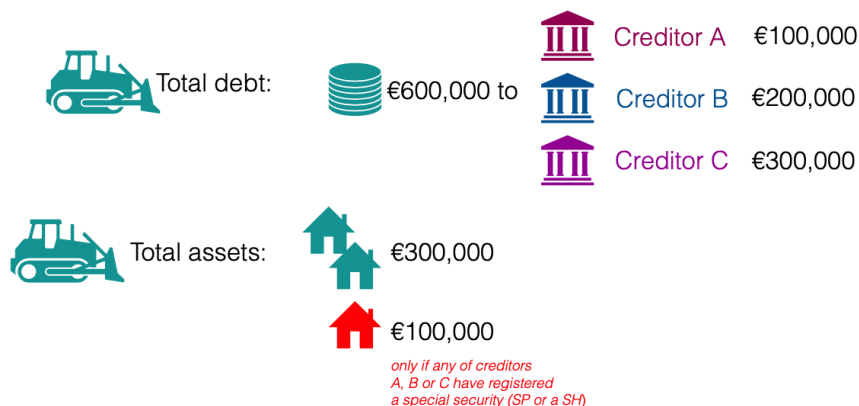 Total debt: €600,000 to
Creditor A €100,000
Creditor B €200,000
Creditor C €300,000
Total assets: €300,000
€100,000
only if any of creditors
A, B or C have registered
a special security (SP or a SH)